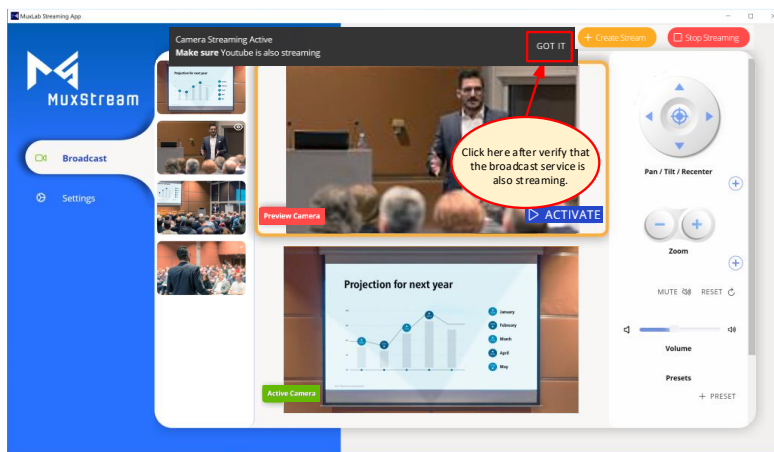 MuxLab Streaming App
Camera Streaming Active
Make sure Youtube is also streaming
GOT IT
+ Create Stream
Stop Streaming
MuxStream
Broadcast
Settings
Projection for next year
Click here after verify that
the broadcast service is
also streaming.
Preview Camera
ACTIVATE
Projection for next year
January
February
March
April
May
Active Camera
Pan / Tilt / Recenter
Zoom
MUTE
RESET
Volume
Presets
+ PRESET